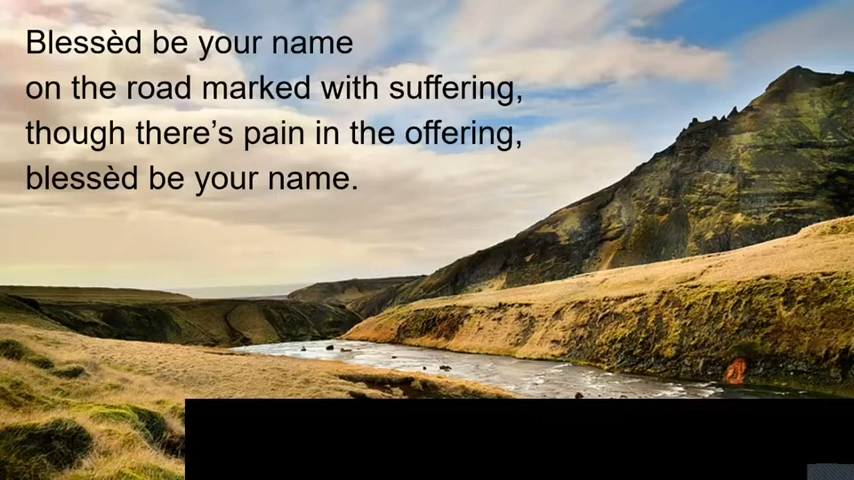 Blessèd be your name
on the road marked with suffering,
though there’s pain in the offering,
blessèd be your name.